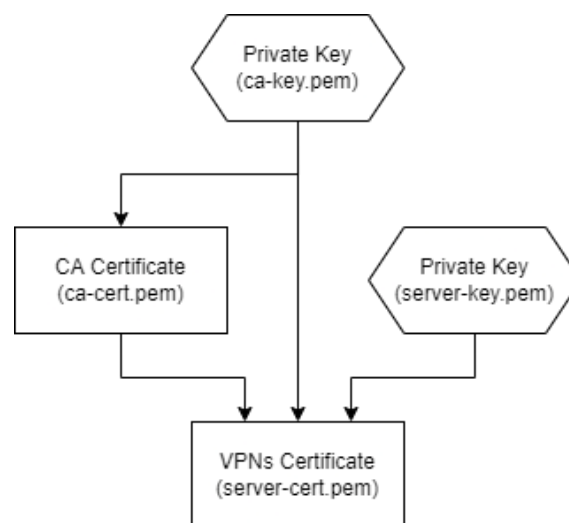 Private Key
(ca-key.pem)
CA Certificate
(ca-cert.pem)
Private Key
(server-key.pem)
VPNs Certificate
(server-cert.pem)